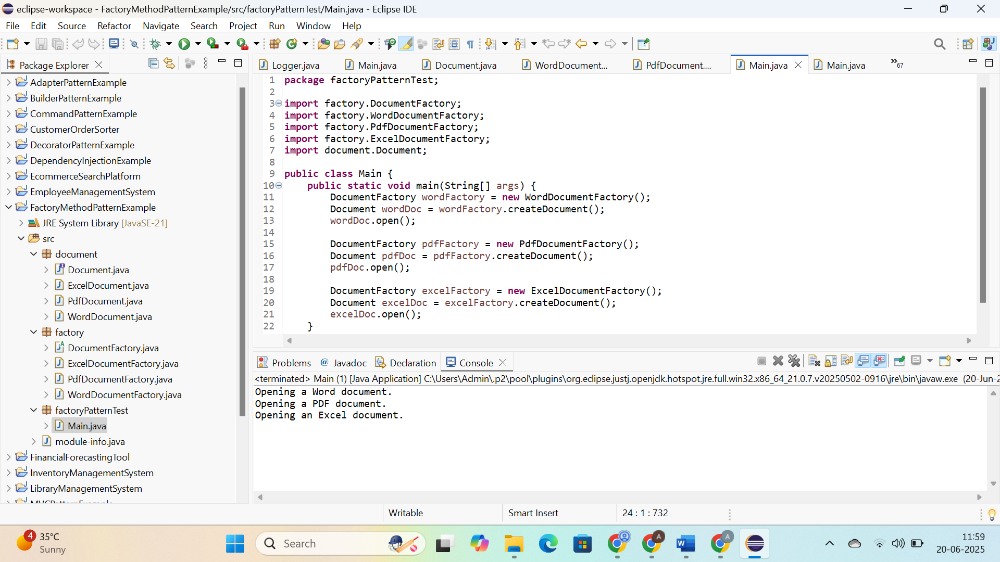 eclipse-workspace - FactoryMethodPatternExample/src/factoryPatternTest/Main.java - Eclipse IDE
File Edit Source Refactor Navigate Search Project Run Window Help
Package Explorer
AdapterPatternExample
BuilderPatternExample
CommandPatternExample
CustomerOrderSorter
DecoratorPatternExample
DependencyInjectionExample
EcommerceSearchPlatform
EmployeeManagementSystem
FactoryMethodPatternExample
JRE System Library [JavaSE-21]
src
document
Document.java
ExcelDocument.java
PdfDocument.java
WordDocument.java
factory
DocumentFactory.java
ExcelDocumentFactory.java
PdfDocumentFactory.java
WordDocumentFactory.java
factoryPatternTest
Main.java
module-info.java
FinancialForecastingTool
InventoryManagementSystem
LibraryManagementSystem
MVCPatternExample
Logger.java Main.java Document.java WordDocument... PdfDocument.... Main.java Main.java »67
1 package factoryPatternTest;
2
3 import factory.DocumentFactory;
4 import factory.WordDocumentFactory;
5 import factory.PdfDocumentFactory;
6 import factory.ExcelDocumentFactory;
7 import document.Document;
8
9 public class Main {
10 public static void main(String[] args) {
11 DocumentFactory wordFactory = new WordDocumentFactory();
12 Document wordDoc = wordFactory.createDocument();
13 wordDoc.open();
14
15 DocumentFactory pdfFactory = new PdfDocumentFactory();
16 Document pdfDoc = pdfFactory.createDocument();
17 pdfDoc.open();
18
19 DocumentFactory excelFactory = new ExcelDocumentFactory();
20 Document excelDoc = excelFactory.createDocument();
21 excelDoc.open();
22 }
Problems @ Javadoc Declaration Console
<terminated> Main (1) [Java Application] C:\Users\Admin\.p2\pool\plugins\org.eclipse.justj.openjdk.hotspot.jre.full.win32.x86_64_21.0.7.v20250502-0916\jre\bin\javaw.exe (20-Jun-2
Opening a Word document.
Opening a PDF document.
Opening an Excel document.
Writable Smart Insert 24 : 1 : 732
4 35°C
Sunny
Search
A
A
W
11:59
20-06-2025